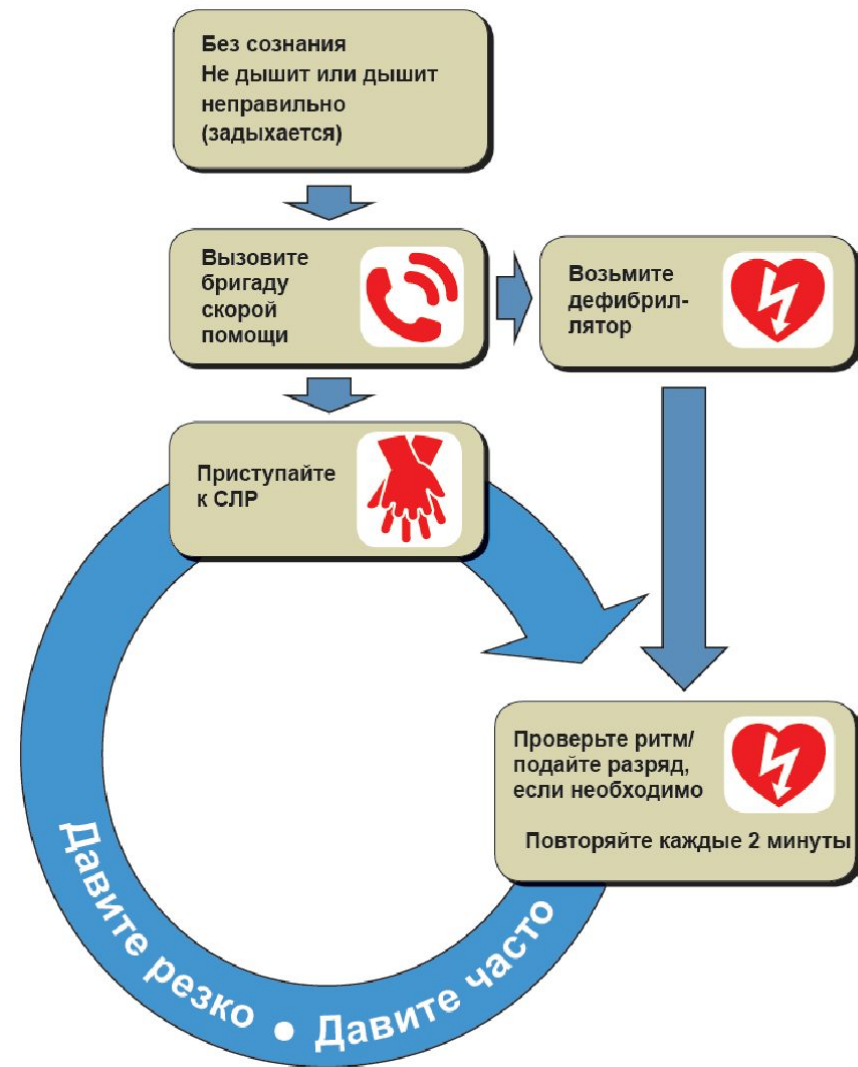 Без сознания
Не дышит или дышит
неправильно
(задыхается)
Вызовите
бригаду
скорой
помощи
Возьмите
дефибрил-
лятор
Приступайте
к СЛР
Проверьте ритм/
подайте разряд,
если необходимо
Повторяйте каждые 2 минуты
Давите резко • Давите часто